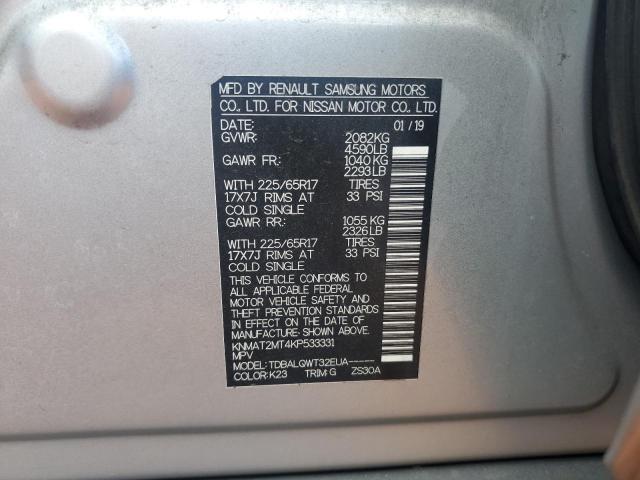 MFD BY RENAULT SAMSUNG MOTORS
CO., LTD. FOR NISSAN MOTOR CO., LTD.
DATE: 01/19
GVWR: 2082KG
4590LB
GAWR FR: 1040KG
2293LB
WITH 225/65R17 TIRES
17X7J RIMS AT 33 PSI
COLD SINGLE
GAWR RR: 1055KG
2326LB
WITH 225/65R17 TIRES
17X7J RIMS AT 33 PSI
COLD SINGLE
THIS VEHICLE CONFORMS TO
ALL APPLICABLE FEDERAL
MOTOR VEHICLE SAFETY AND
THEFT PREVENTION STANDARDS
IN EFFECT ON THE DATE OF
MANUFACTURE SHOWN ABOVE.
KNMAT2MT4KP533331
MPV
MODEL: TDBALQWT32EUA-----
COLOR:K23 TRIM:G ZS30A